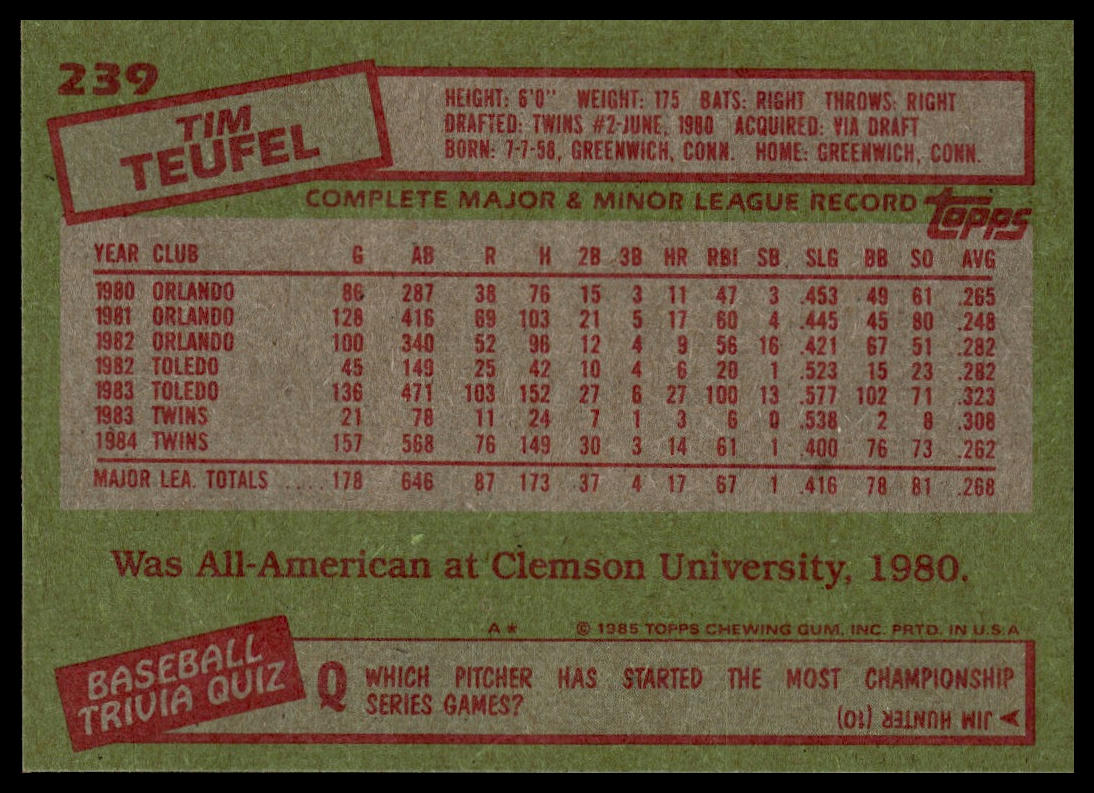 239
TIM
TEUFEL
HEIGHT: 6'0" WEIGHT: 175 BATS: RIGHT THROWS: RIGHT
DRAFTED: TWINS #2-JUNE, 1980 ACQUIRED: VIA DRAFT
BORN: 7-7-58, GREENWICH, CONN. HOME: GREENWICH, CONN.
COMPLETE MAJOR & MINOR LEAGUE RECORD topps
YEAR CLUB G AB R H 2B 3B HR RBI SB SLG BB SO AVG
1980 ORLANDO 86 287 38 76 15 3 11 47 3 .453 49 61 .265
1981 ORLANDO 128 416 69 103 21 5 17 60 4 .445 45 80 .248
1982 ORLANDO 100 340 52 96 12 4 9 56 16 .421 67 51 .282
1982 TOLEDO 45 149 25 42 10 4 6 20 1 .523 15 23 .282
1983 TOLEDO 136 471 103 152 27 6 27 100 13 .577 102 71 .323
1983 TWINS 21 78 11 24 7 1 3 6 0 .538 2 8 .308
1984 TWINS 157 568 76 149 30 3 14 61 1 .400 76 73 .262
MAJOR LEA. TOTALS ..... 178 646 87 173 37 4 17 67 1 .416 78 81 .268
Was All-American at Clemson University, 1980.
A* © 1985 TOPPS CHEWING GUM, INC. PRTD. IN U.S.A
BASEBALL
TRIVIA QUIZ
Q WHICH PITCHER HAS STARTED THE MOST CHAMPIONSHIP
SERIES GAMES?
A JIM HUNTER (10)